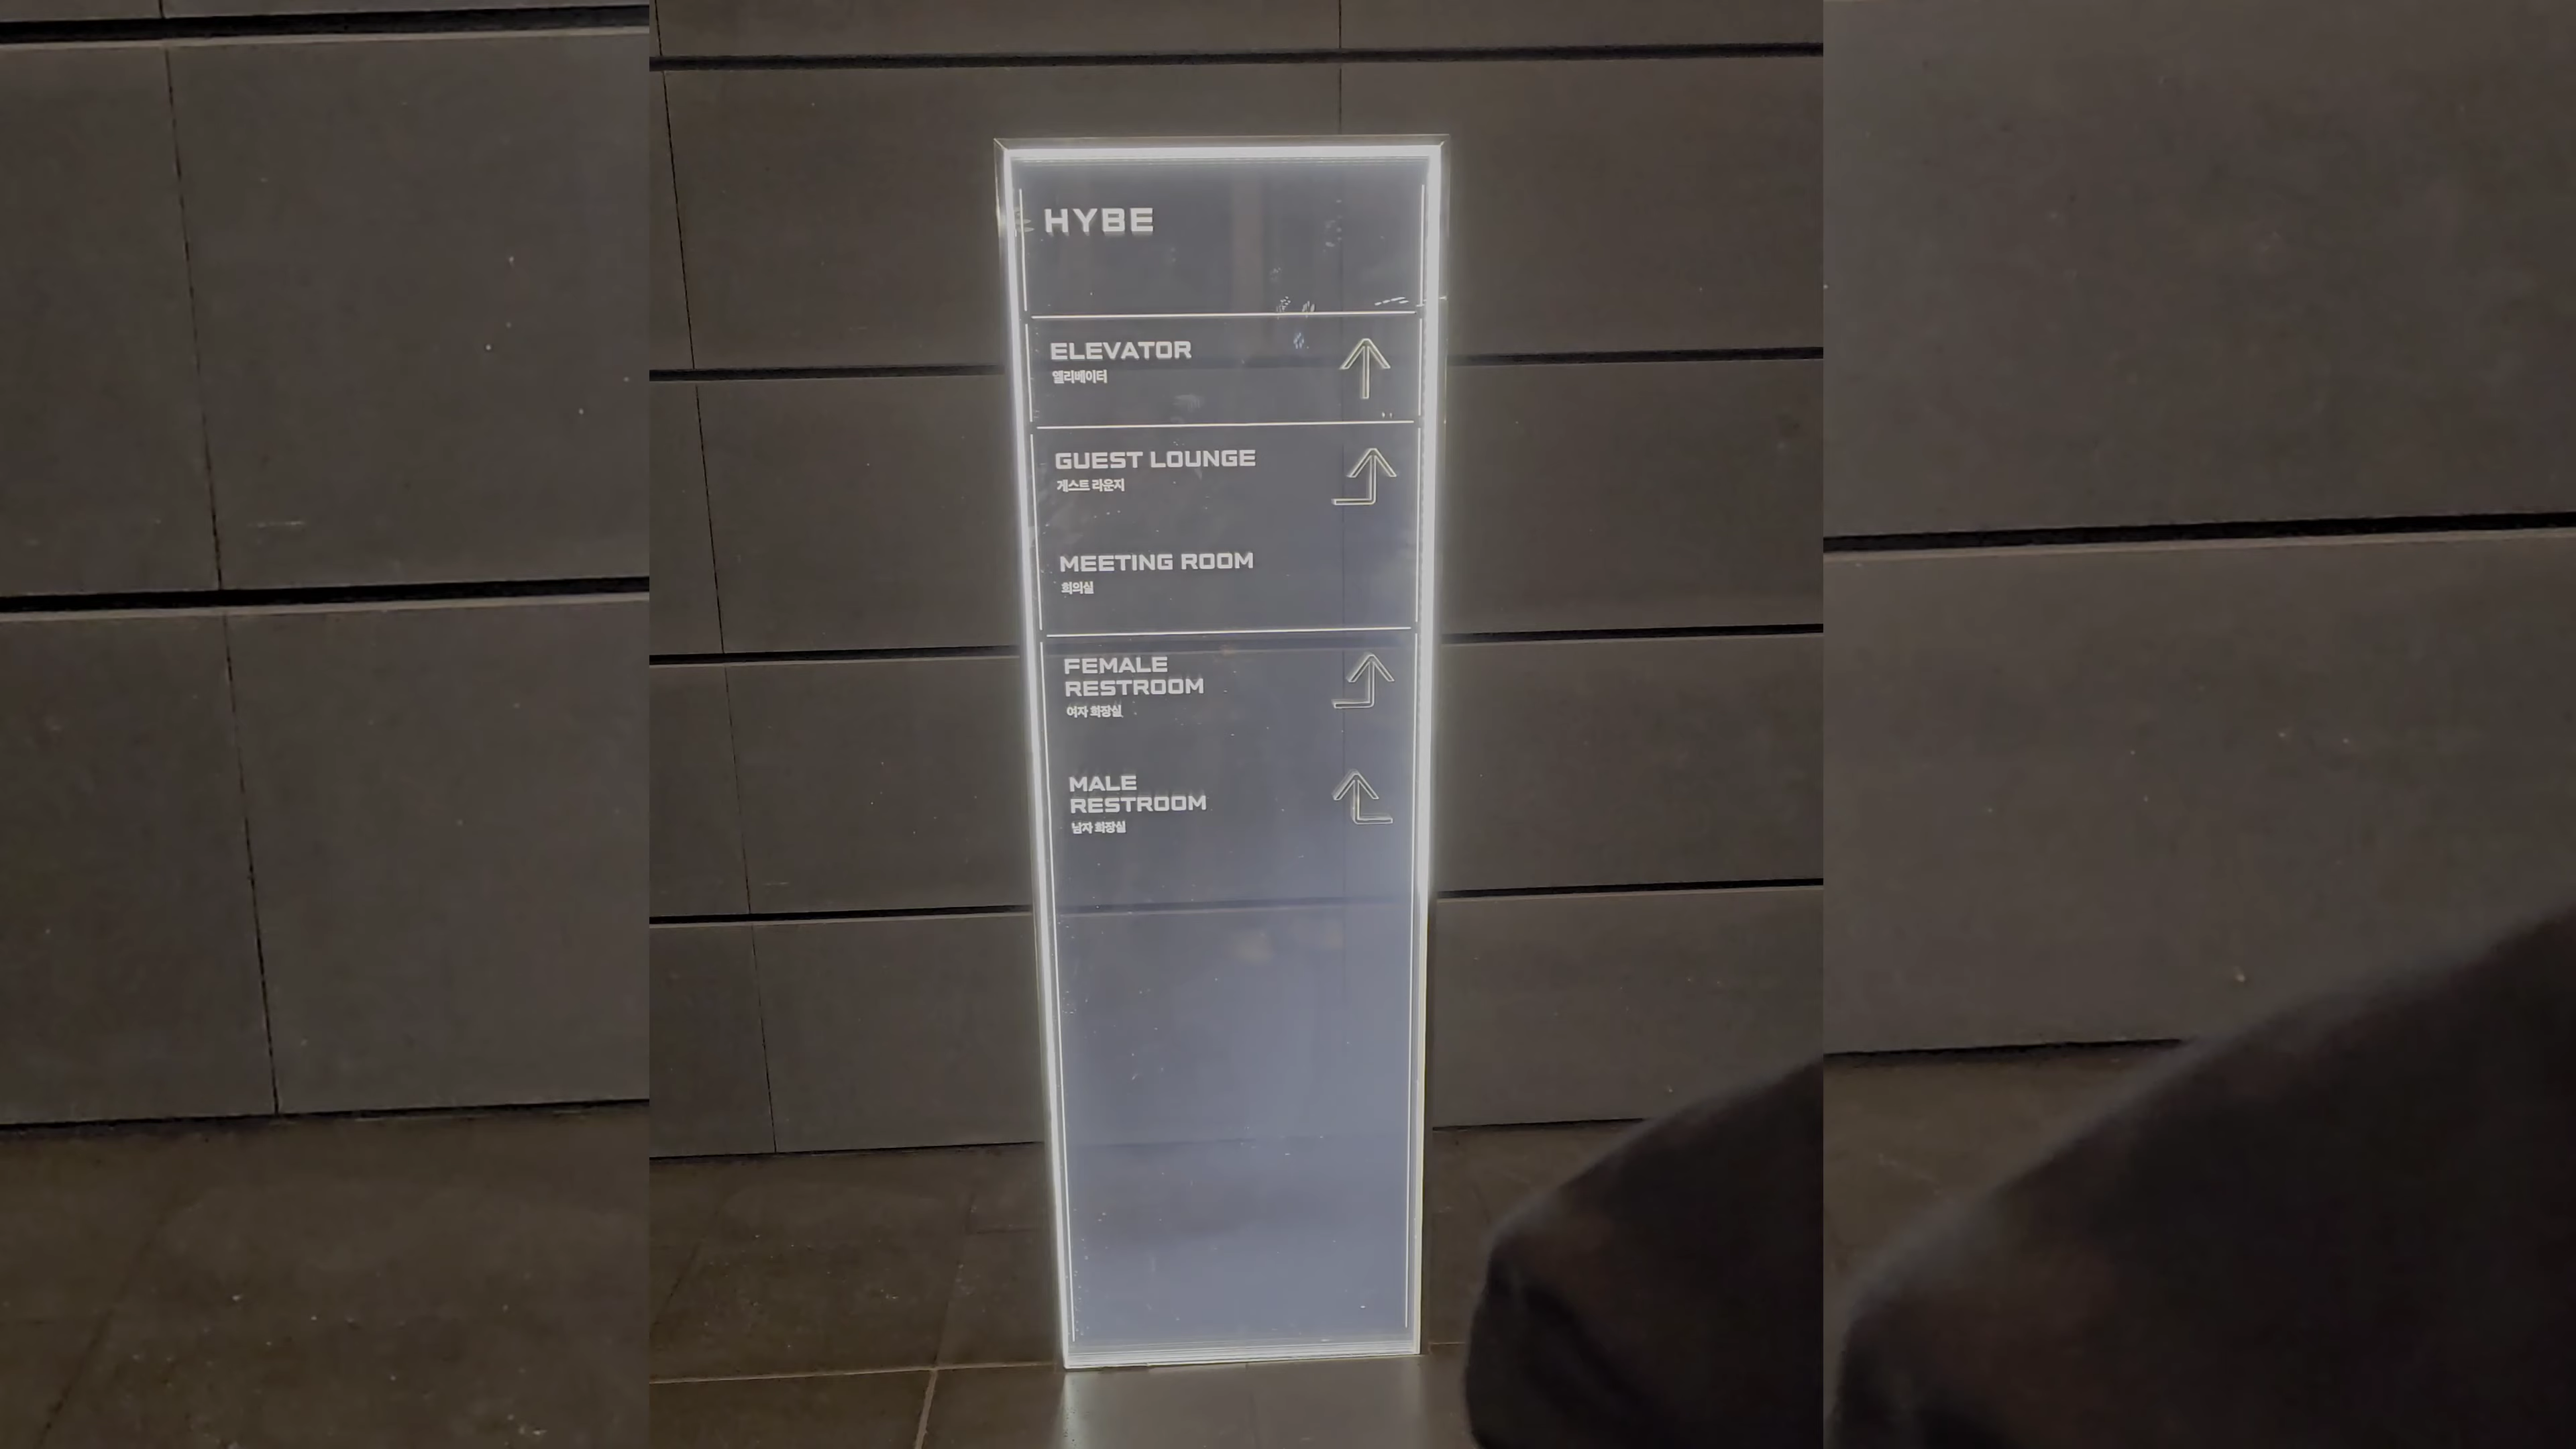 HYBE
ELEVATOR
엘리베이터
GUEST LOUNGE
게스트 라운지
MEETING ROOM
회의실
FEMALE
RESTROOM
여자 화장실
MALE
RESTROOM
남자 화장실